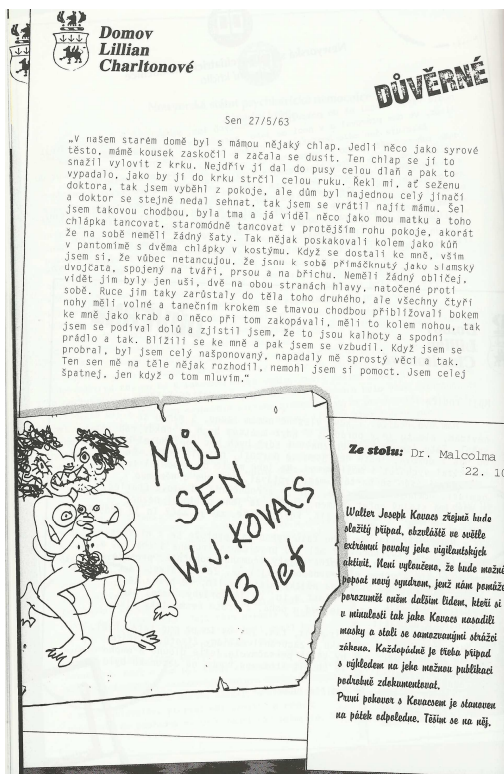 Domov
Lillian
Charltonové
DŮVĚRNÉ
Sen 27/5/63
„V našem starém domě byl s mámou nějaký chlap. Jedli něco jako syrové
těsto, mámě kousek zaskočil a začala se dusit. Ten chlap se jí to
snažil vylovit z krku. Nejdřív jí dal do pusy celou dlaň a pak to
vypadalo, jako by jí do krku strčil celou ruku. Řekl mi, ať seženu
doktora, tak jsem vyběhl z pokoje, ale dům byl najednou celý jinačí
a doktor se stejně nedal sehnat, tak jsem se vrátil najít mámu. Šel
jsem takovou chodbou, byla tma a já viděl něco jako mou matku a toho
chlápka tancovat, staromódně tancovat v protějším rohu pokoje, akorát
že na sobě neměli žádný šaty. Tak nějak poskakovali kolem jako kůň
v pantomimě s dvěma chlápky v kostýmu. Když se dostali ke mně, vším
jsem si, že vůbec netancujou, že jsou k sobě přimáčknutý jako siamský
dvojčata, spojený na tváři, prsou a na břichu. Neměli žádný obličej,
vidět jim byly jen uši, dvě na obou stranách hlavy, natočené proti
sobě. Ruce jim taky zarůstaly do těla toho druhého, ale všechny čtyři
nohy měli volné a tanečním krokem se tmavou chodbou přibližovali bokem
ke mně jako krab a o něco při tom zakopávali, měli to kolem nohou, tak
jsem se podíval dolů a zjistil jsem, že to jsou kalhoty a spodní
prádlo a tak. Blížili se ke mně a pak jsem se vzbudil. Když jsem se
probral, byl jsem celý našponovaný, napadaly mě sprostý věci a tak.
Ten sen mě na těle nějak rozhodil, nemohl jsem si pomoct. Jsem celej
špatnej, jen když o tom mluvím.“
MŮJ
SEN
W.J. KOVACS
13 let
Ze stolu: Dr. Malcolma
22. 10
Walter Joseph Kovacs zřejmě bude
složitý případ, obzvláště ve světle
extrémní povahy jeho vigilantských
aktivit. Není vyloučeno, že bude možné
popsat nový syndrom, jenž nám pomůže
porozumět oněm dalším lidem, kteří si
v minulosti tak jako Kovacs nasadili
masky a stali se samozvanými strážci
zákona. Každopádně je třeba případ
s výhledem na jeho možnou publikaci
podrobně zdokumentovat.
První pohovor s Kovacsem je stanoven
na pátek odpoledne. Těším se na něj.